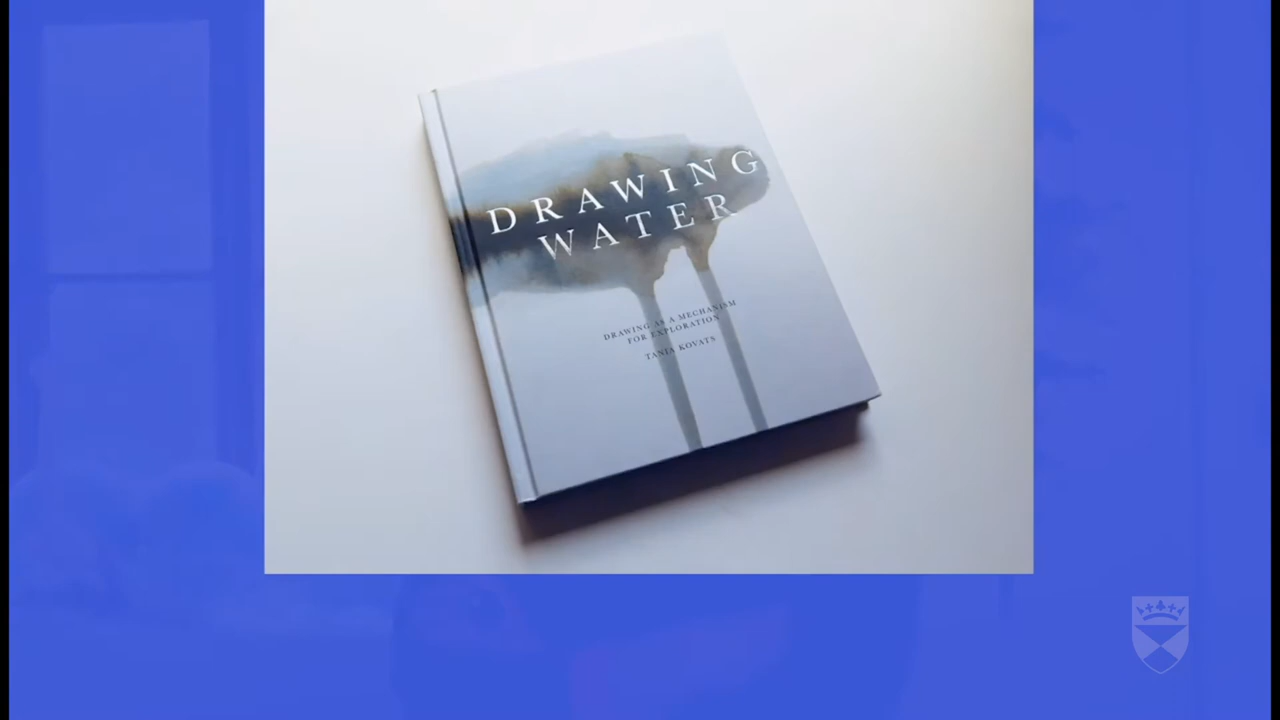 DRAWING
WATER
DRAWING AS A MECHANISM
FOR EXPLORATION
TANIA KOVATS